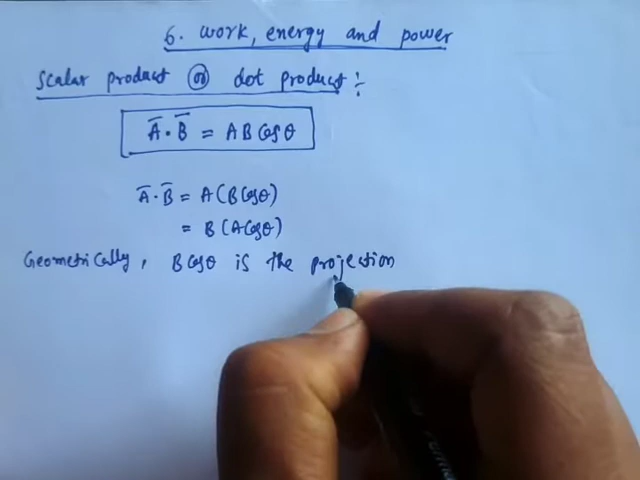 6. work, energy and power
Scalar product or dot product :-
A̅ · B̅ = AB Cosθ
A̅ · B̅ = A (B Cosθ)
= B (A Cosθ)
Geometrically, B Cosθ is the projection